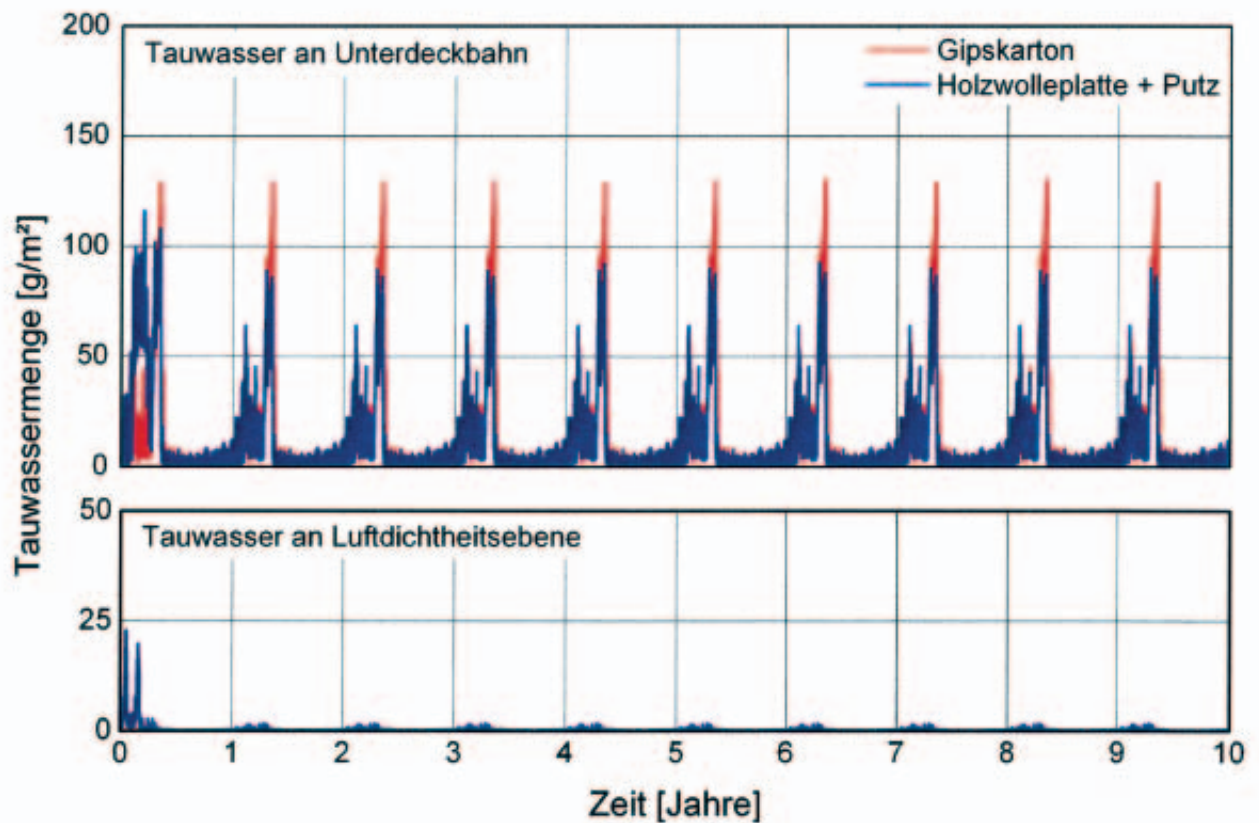 200
Tauwasser an Unterdeckbahn
Gipskarton
Holzwolleplatte + Putz
150
100
50
0
50
Tauwasser an Luftdichtheitsebene
25
0
Tauwassermenge [g/m²]
0 1 2 3 4 5 6 7 8 9 10
Zeit [Jahre]